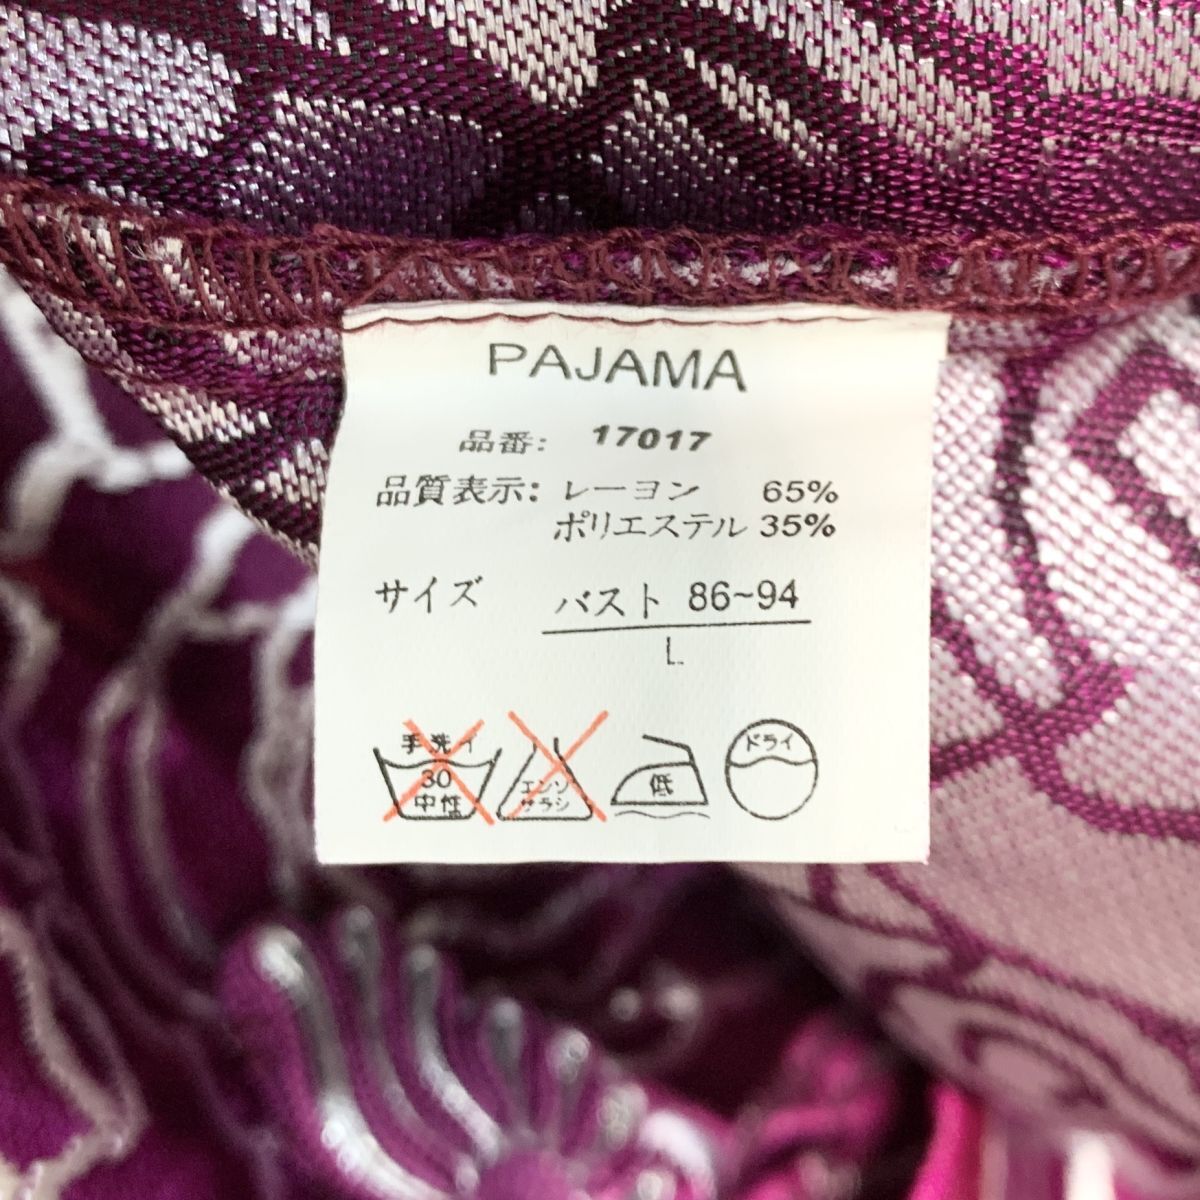 PAJAMA
品番: 17017
品質表示: レーヨン 65%
ポリエステル 35%
サイズ バスト 86~94
L
手洗イ
30
中性
エンソ
サラシ
低
ドライ